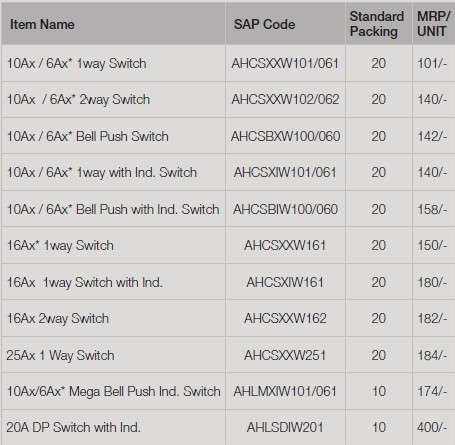 Item Name SAP Code Standard Packing MRP/ UNIT
10Ax / 6Ax* 1way Switch AHCSXXW101/061 20 101/-
10Ax / 6Ax* 2way Switch AHCSXXW102/062 20 140/-
10Ax / 6Ax* Bell Push Switch AHCSBXW100/060 20 142/-
10Ax / 6Ax* 1way with Ind. Switch AHCSXIW101/061 20 140/-
10Ax / 6Ax* Bell Push with Ind. Switch AHCSBIW100/060 20 158/-
16Ax* 1way Switch AHCSXXW161 20 150/-
16Ax 1way Switch with Ind. AHCSXIW161 20 180/-
16Ax 2way Switch AHCSXXW162 20 182/-
25Ax 1 Way Switch AHCSXXW251 20 184/-
10Ax/6Ax* Mega Bell Push Ind. Switch AHLMXIW101/061 10 174/-
20A DP Switch with Ind. AHLSDIW201 10 400/-